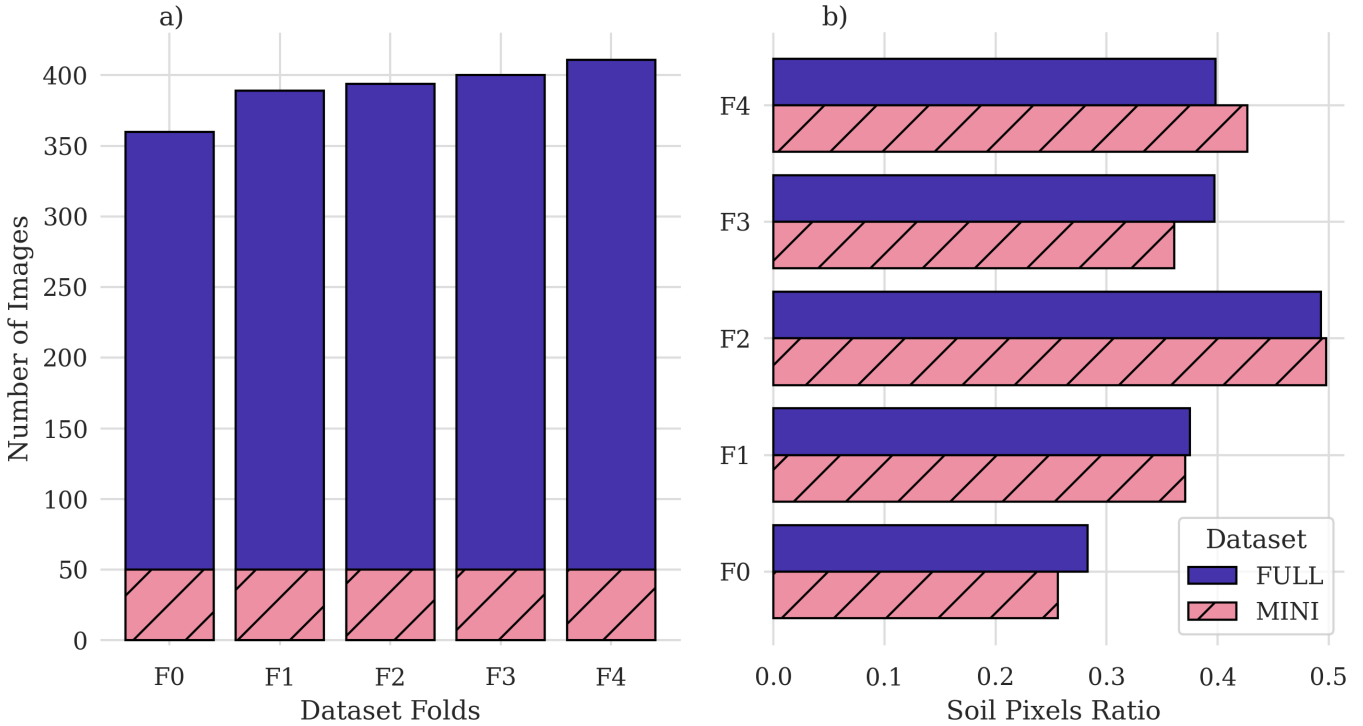 a)
Number of Images
400
350
300
250
200
150
100
50
0
F0 F1 F2 F3 F4
Dataset Folds
b)
F4
F3
F2
F1
F0
0.0 0.1 0.2 0.3 0.4 0.5
Soil Pixels Ratio
Dataset
FULL
MINI